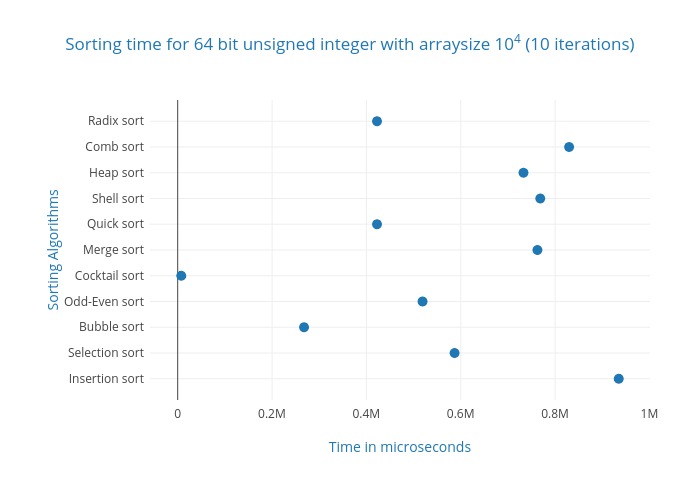 Sorting time for 64 bit unsigned integer with arraysize 10⁴ (10 iterations)
Sorting Algorithms
Radix sort
Comb sort
Heap sort
Shell sort
Quick sort
Merge sort
Cocktail sort
Odd-Even sort
Bubble sort
Selection sort
Insertion sort
0 0.2M 0.4M 0.6M 0.8M 1M
Time in microseconds